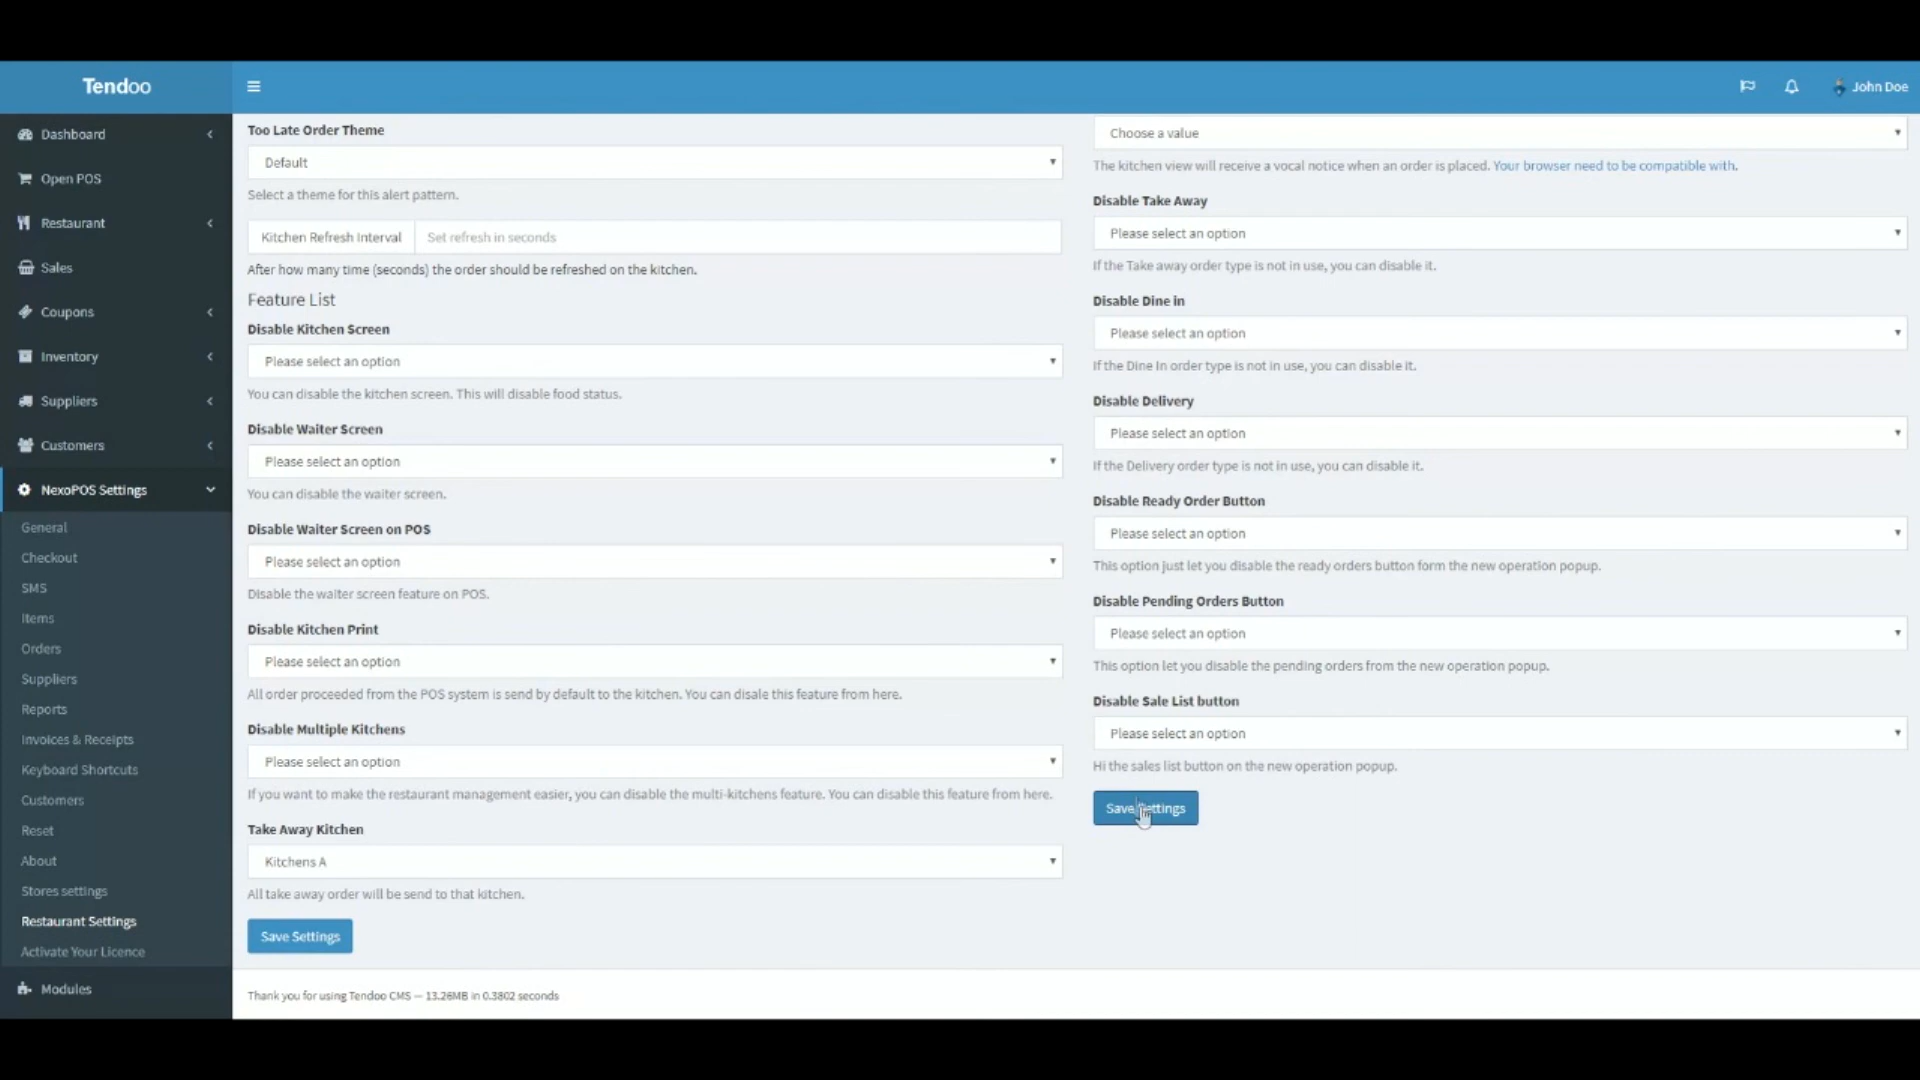 Tendoo
John Doe
Dashboard
Open POS
Restaurant
Sales
Coupons
Inventory
Suppliers
Customers
NexoPOS Settings
General
Checkout
SMS
Items
Orders
Suppliers
Reports
Invoices & Receipts
Keyboard Shortcuts
Customers
Reset
About
Stores settings
Restaurant Settings
Activate Your Licence
Modules
Too Late Order Theme
Default
Select a theme for this alert pattern.
Kitchen Refresh Interval Set refresh in seconds
After how many time (seconds) the order should be refreshed on the kitchen.
Feature List
Disable Kitchen Screen
Please select an option
You can disable the kitchen screen. This will disable food status.
Disable Waiter Screen
Please select an option
You can disable the waiter screen.
Disable Waiter Screen on POS
Please select an option
Disable the waiter screen feature on POS.
Disable Kitchen Print
Please select an option
All order proceeded from the POS system is send by default to the kitchen. You can disale this feature from here.
Disable Multiple Kitchens
Please select an option
If you want to make the restaurant management easier, you can disable the multi-kitchens feature. You can disable this feature from here.
Take Away Kitchen
Kitchens A
All take away order will be send to that kitchen.
Save Settings
Choose a value
The kitchen view will receive a vocal notice when an order is placed. Your browser need to be compatible with.
Disable Take Away
Please select an option
If the Take away order type is not in use, you can disable it.
Disable Dine in
Please select an option
If the Dine In order type is not in use, you can disable it.
Disable Delivery
Please select an option
If the Delivery order type is not in use, you can disable it.
Disable Ready Order Button
Please select an option
This option just let you disable the ready orders button form the new operation popup.
Disable Pending Orders Button
Please select an option
This option let you disable the pending orders from the new operation popup.
Disable Sale List button
Please select an option
Hi the sales list button on the new operation popup.
Save Settings
Thank you for using Tendoo CMS — 13.26MB in 0.3802 seconds